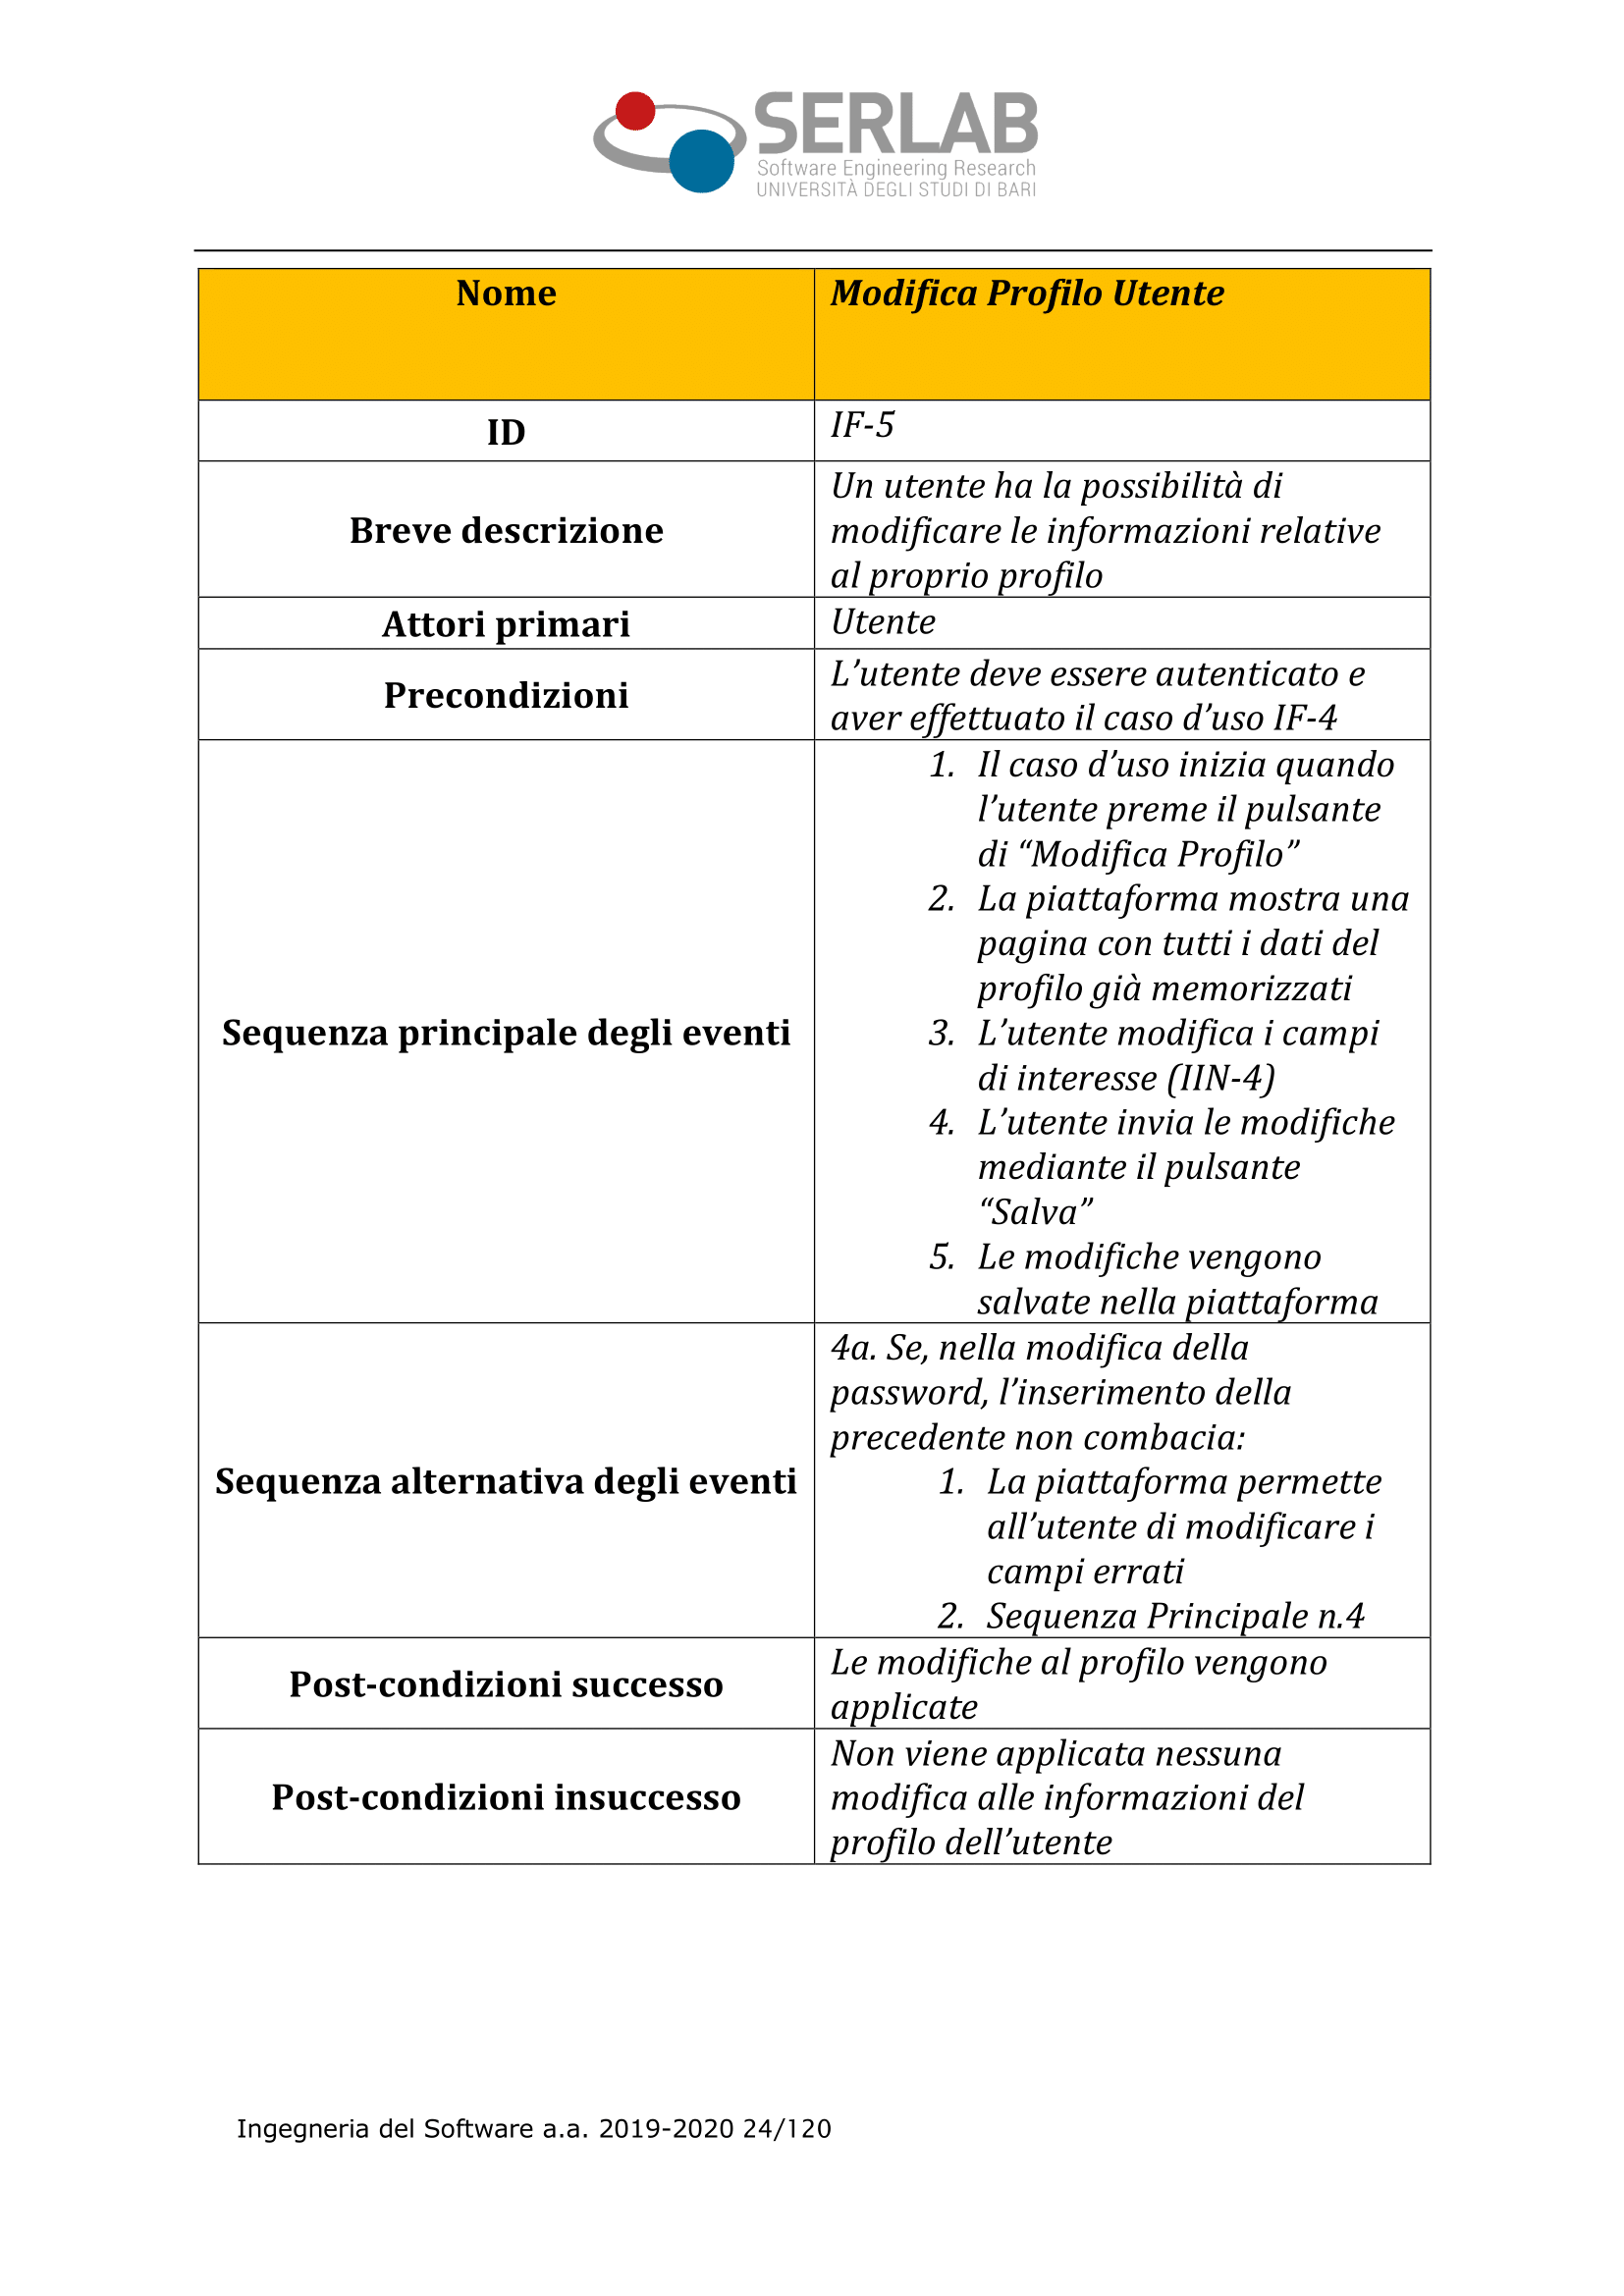 SERLAB
Software Engineering Research
UNIVERSITÀ DEGLI STUDI DI BARI
Nome
Modifica Profilo Utente
ID
IF-5
Breve descrizione
Un utente ha la possibilità di
modificare le informazioni relative
al proprio profilo
Attori primari
Utente
Precondizioni
L’utente deve essere autenticato e
aver effettuato il caso d’uso IF-4
Sequenza principale degli eventi
1. Il caso d’uso inizia quando
l’utente preme il pulsante
di “Modifica Profilo”
2. La piattaforma mostra una
pagina con tutti i dati del
profilo già memorizzati
3. L’utente modifica i campi
di interesse (IIN-4)
4. L’utente invia le modifiche
mediante il pulsante
“Salva”
5. Le modifiche vengono
salvate nella piattaforma
Sequenza alternativa degli eventi
4a. Se, nella modifica della
password, l’inserimento della
precedente non combacia:
1. La piattaforma permette
all’utente di modificare i
campi errati
2. Sequenza Principale n.4
Post-condizioni successo
Le modifiche al profilo vengono
applicate
Post-condizioni insuccesso
Non viene applicata nessuna
modifica alle informazioni del
profilo dell’utente
Ingegneria del Software a.a. 2019-2020 24/120